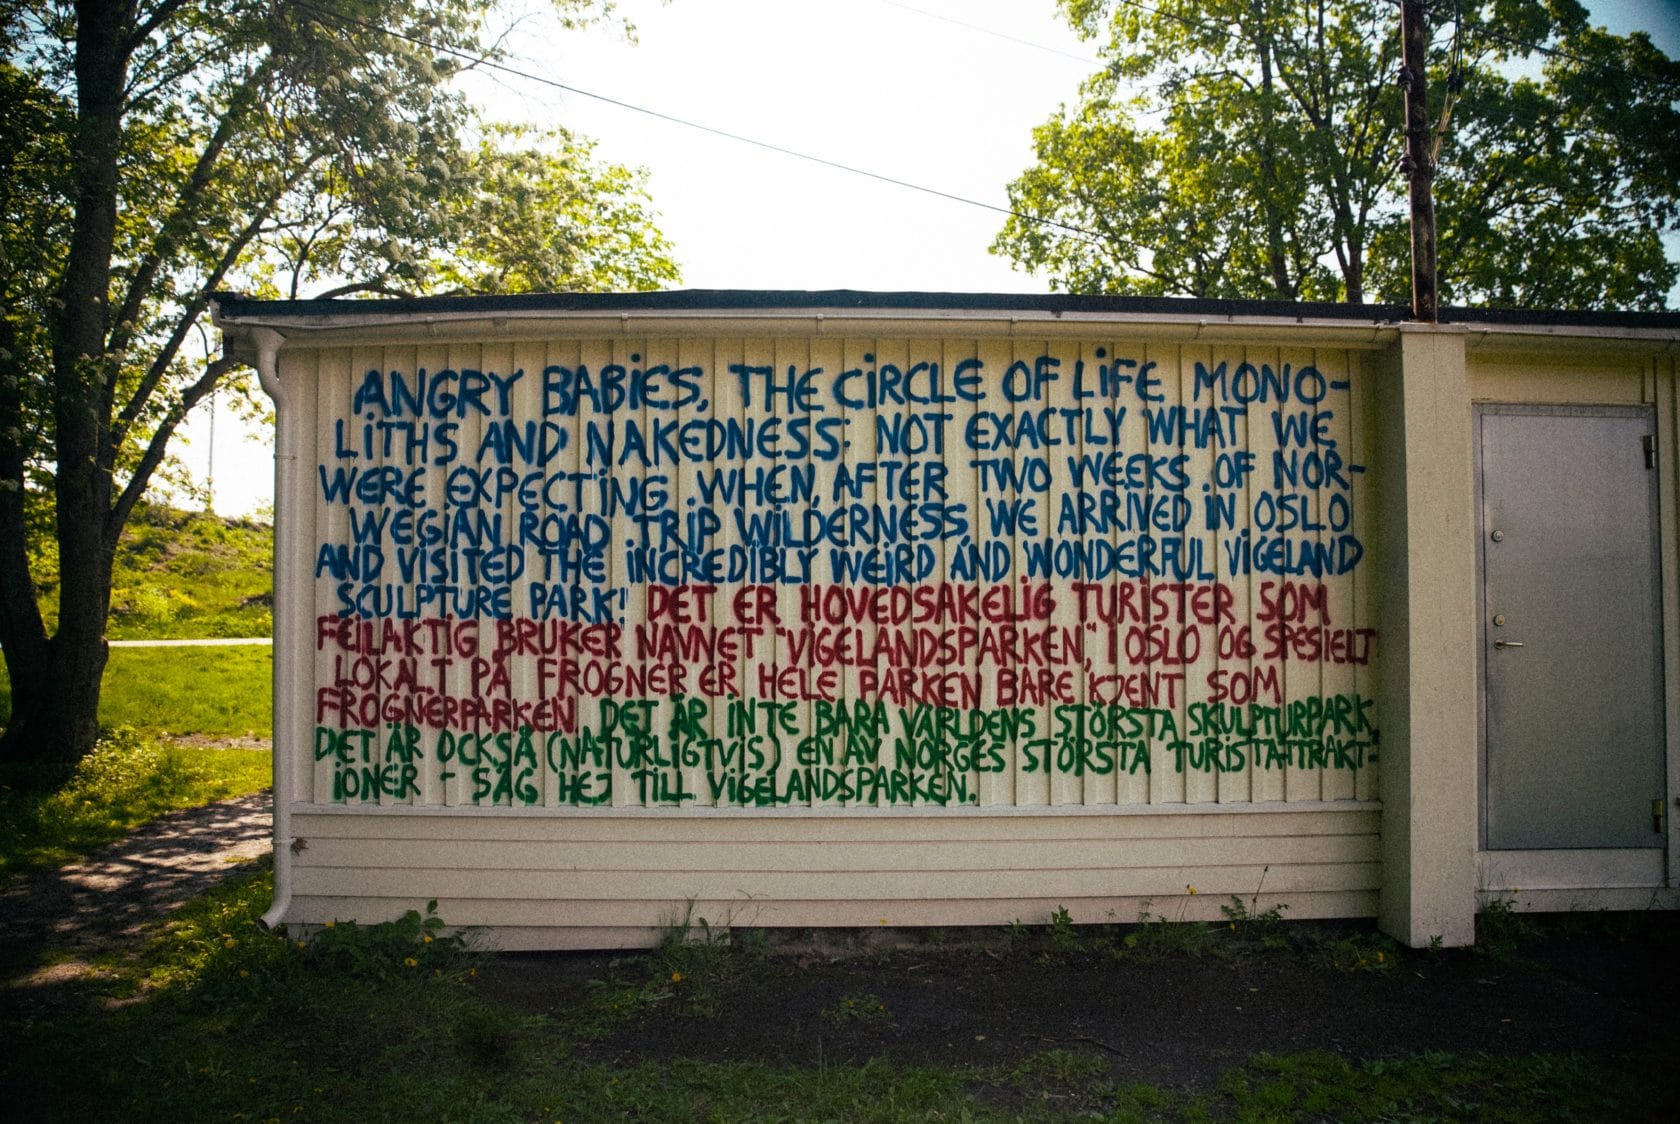 ANGRY BABIES, THE CIRCLE OF LIFE MONO-
LITHS AND NAKEDNESS: NOT EXACTLY WHAT WE
WERE EXPECTING WHEN, AFTER TWO WEEKS OF NOR-
WEGIAN ROAD TRIP WILDERNESS, WE ARRIVED IN OSLO
AND VISITED THE INCREDIBLY WEIRD AND WONDERFUL VIGELAND
SCULPTURE PARK! DET ER HOVEDSAKELIG TURISTER SOM
FEILAKTIG BRUKER NAVNET "VIGELANDSPARKEN", I OSLO OG SPESIELT
LOKALT PÅ FROGNER ER HELE PARKEN BARE KJENT SOM
FROGNERPARKEN. DET ÄR INTE BARA VÄRLDENS STÖRSTA SKULPTURPARK,
DET ÄR OCKSÅ (NATURLIGTVIS) EN AV NORGES STÖRSTA TURISTATTRAKT-
IONER - SÄG HEJ TILL VIGELANDSPARKEN.